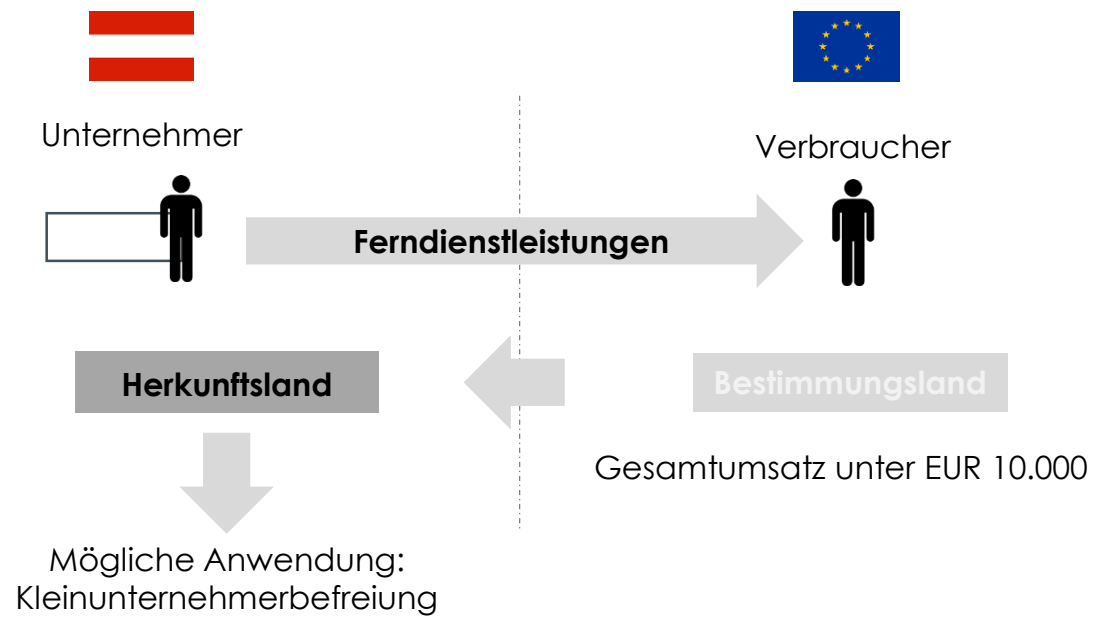 Unternehmer
Verbraucher
Ferndienstleistungen
Herkunftsland
Bestimmungsland
Gesamtumsatz unter EUR 10.000
Mögliche Anwendung:
Kleinunternehmerbefreiung